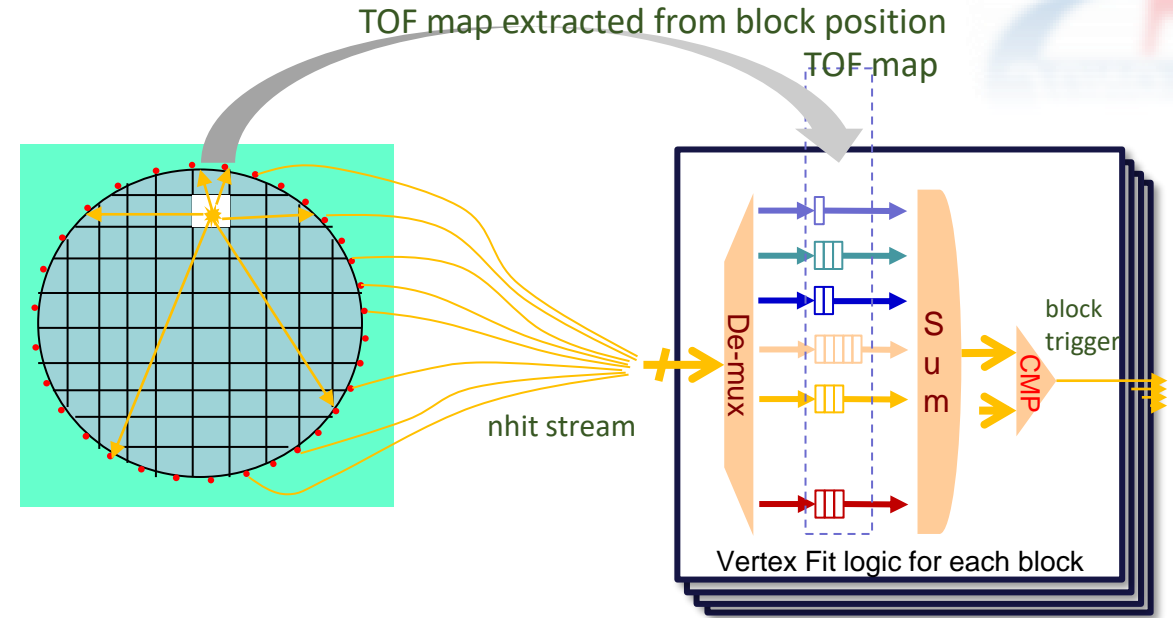 TOF map extracted from block position
TOF map
De-mux
Sum
CMP
block
trigger
nhit stream
Vertex Fit logic for each block